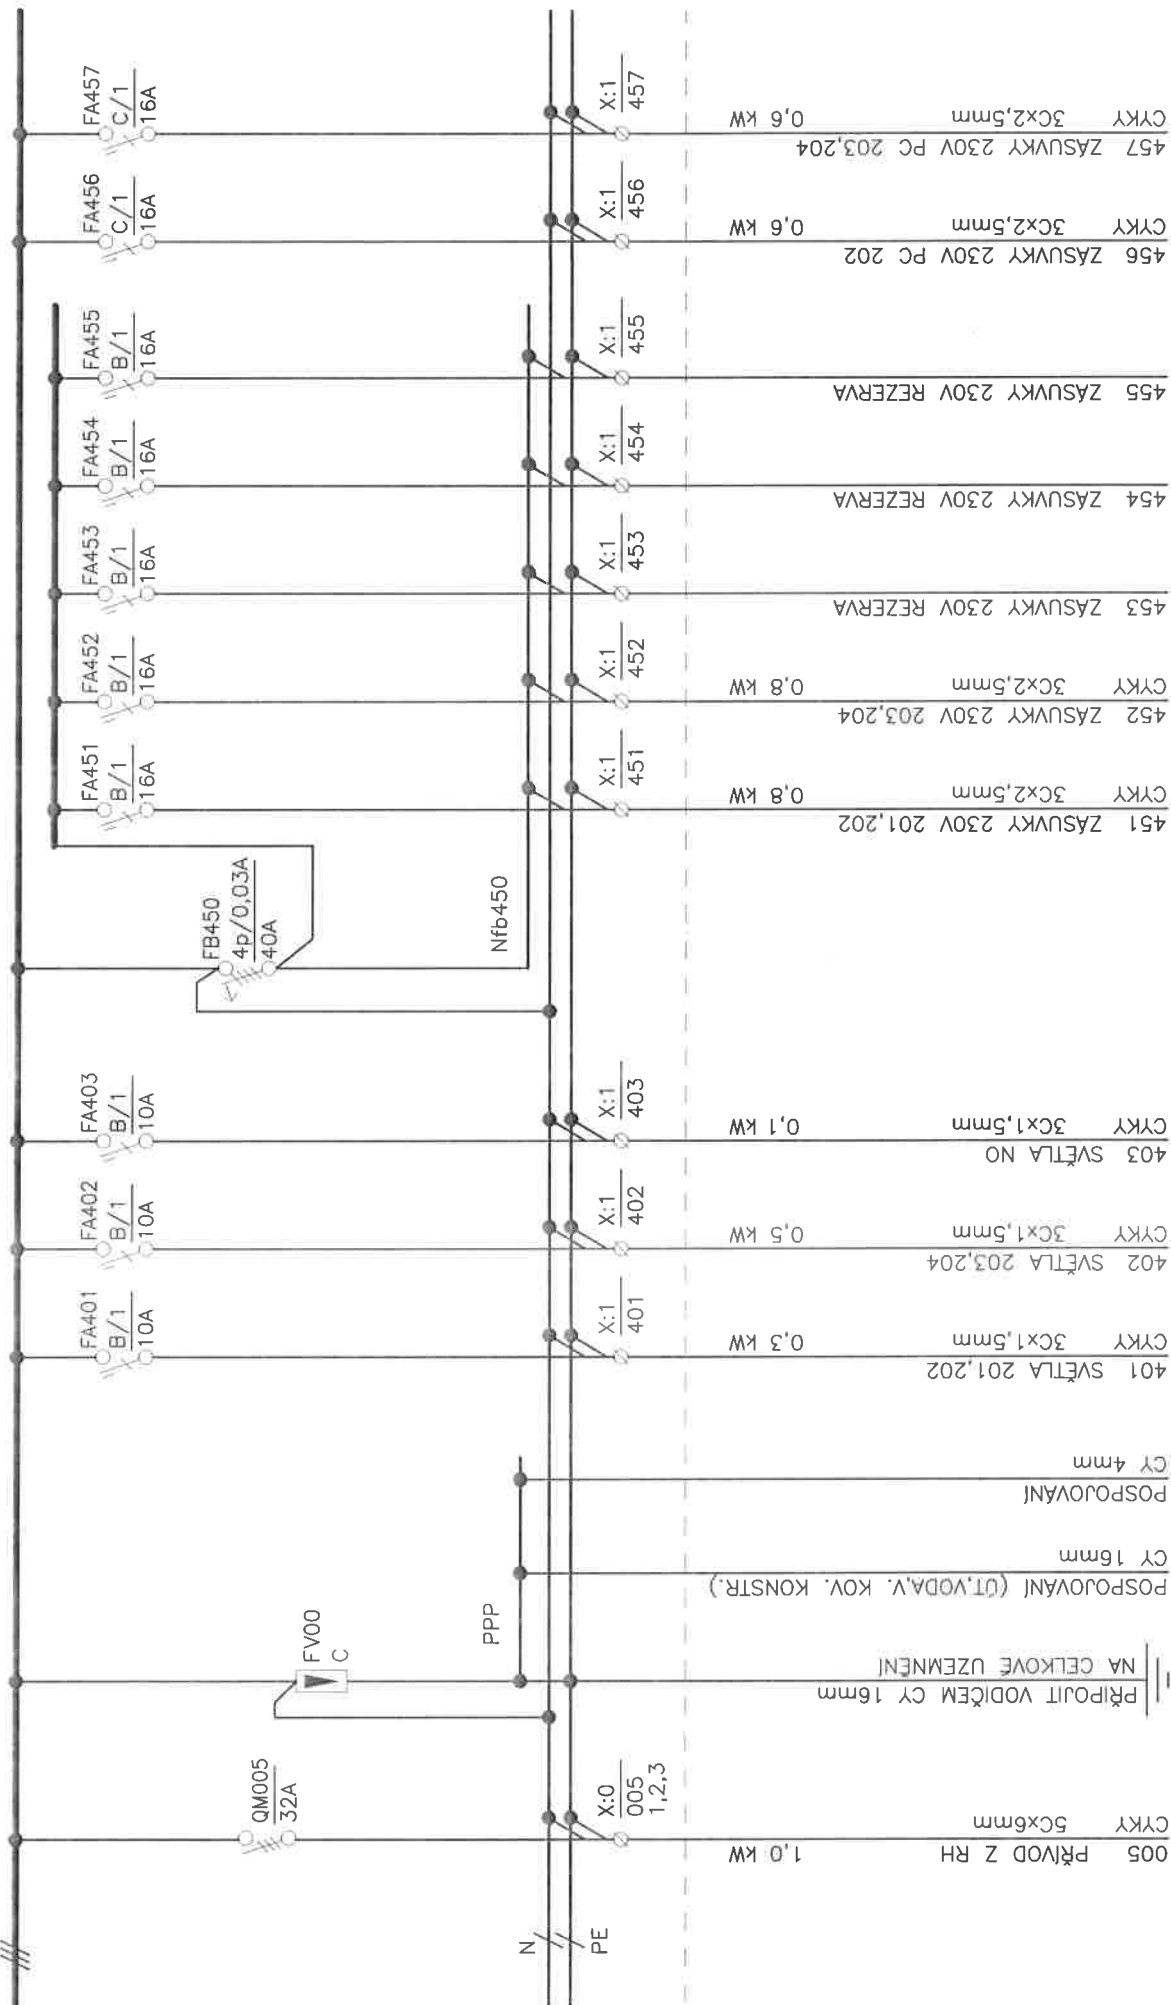 FA457
C/1
16A
X:1
457
457 ZÁSUVKY 230V PC 203,204
CYKY 3Cx2,5mm 0,6 kW
FA456
C/1
16A
X:1
456
456 ZÁSUVKY 230V PC 202
CYKY 3Cx2,5mm 0,6 kW
FA455
B/1
16A
X:1
455
455 ZÁSUVKY 230V REZERVA
FA454
B/1
16A
X:1
454
454 ZÁSUVKY 230V REZERVA
FA453
B/1
16A
X:1
453
453 ZÁSUVKY 230V REZERVA
FA452
B/1
16A
X:1
452
452 ZÁSUVKY 230V 203,204
CYKY 3Cx2,5mm 0,8 kW
FA451
B/1
16A
X:1
451
451 ZÁSUVKY 230V 201,202
CYKY 3Cx2,5mm 0,8 kW
FB450
4p/0,03A
40A
Nfb450
FA403
B/1
10A
X:1
403
403 SVĚTLA NO
CYKY 3Cx1,5mm 0,1 kW
FA402
B/1
10A
X:1
402
402 SVĚTLA 203,204
CYKY 3Cx1,5mm 0,5 kW
FA401
B/1
10A
X:1
401
401 SVĚTLA 201,202
CYKY 3Cx1,5mm 0,3 kW
POSPOJOVÁNÍ
CY 4mm
POSPOJOVÁNÍ (ÚT,VODA,V. KOV. KONSTR.)
CY 16mm
PPP
FV00
C
PŘIPOJIT VODIČEM CY 16mm
NA CELKOVÉ UZEMNĚNÍ
QM005
32A
X:0
005
1,2,3
005 PŘÍVOD Z RH 1,0 kW
CYKY 5Cx6mm
N
PE